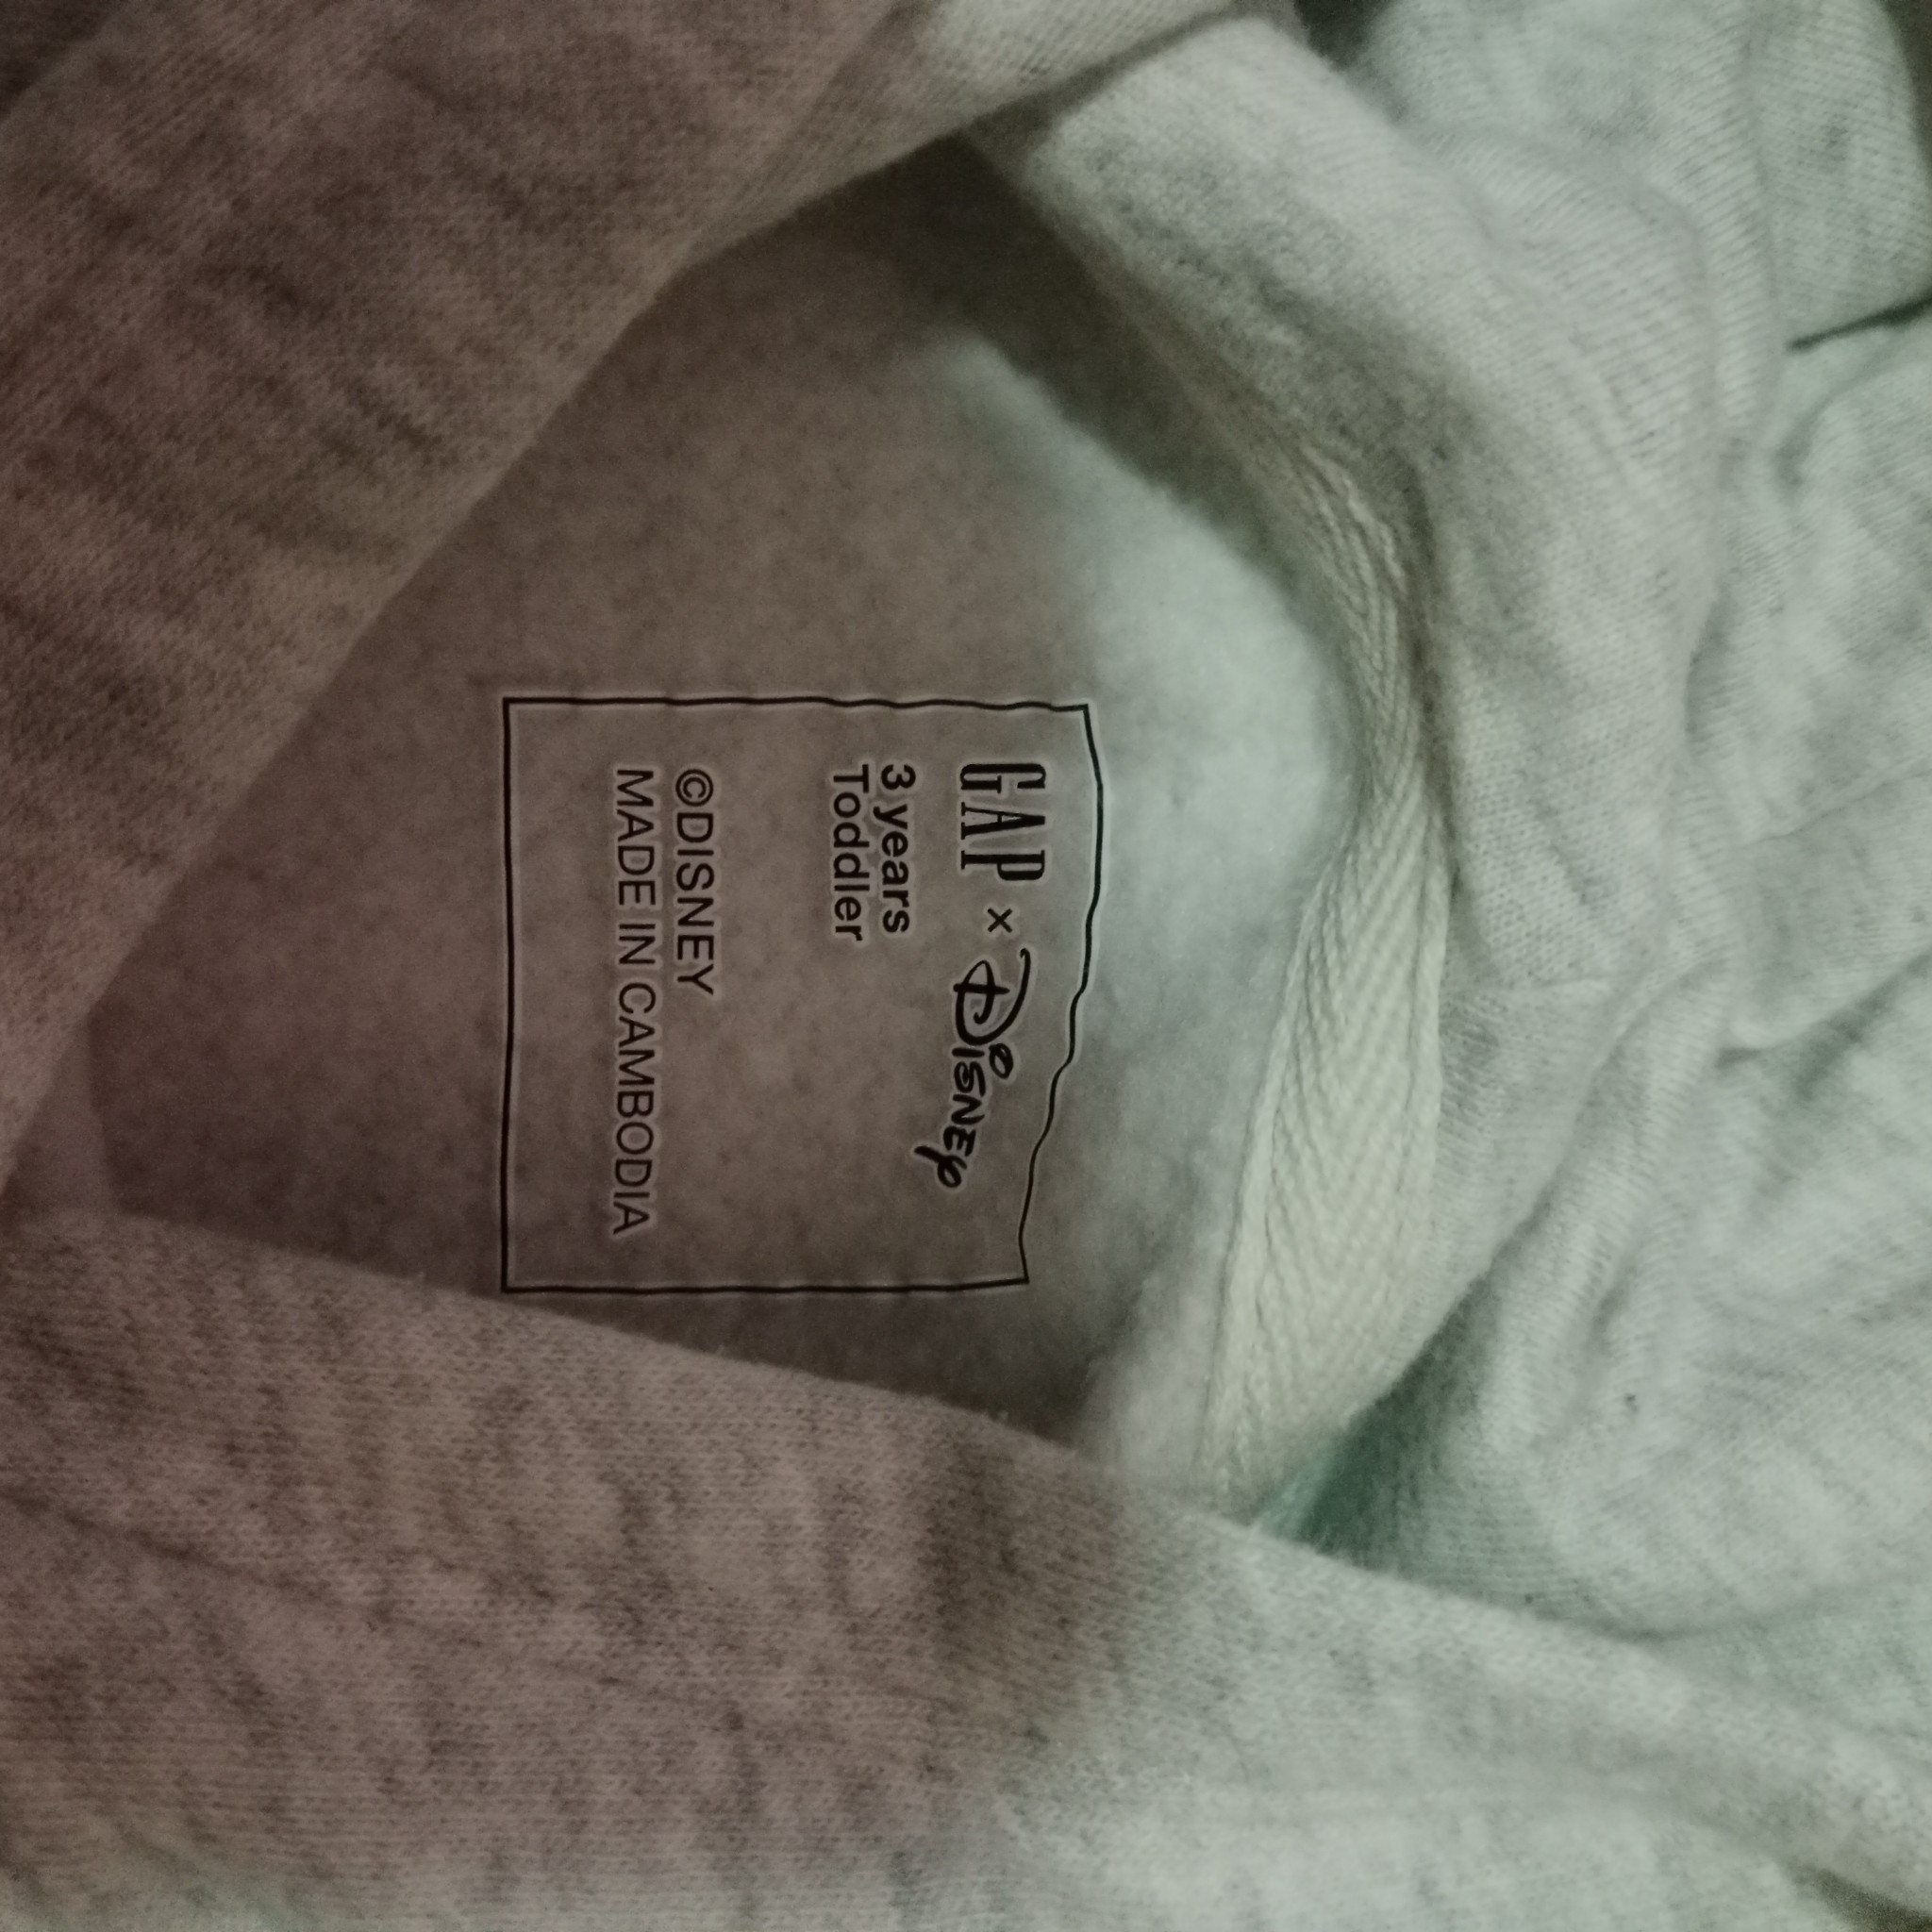 GAP × Disney
3 years
Toddler
©DISNEY
MADE IN CAMBODIA